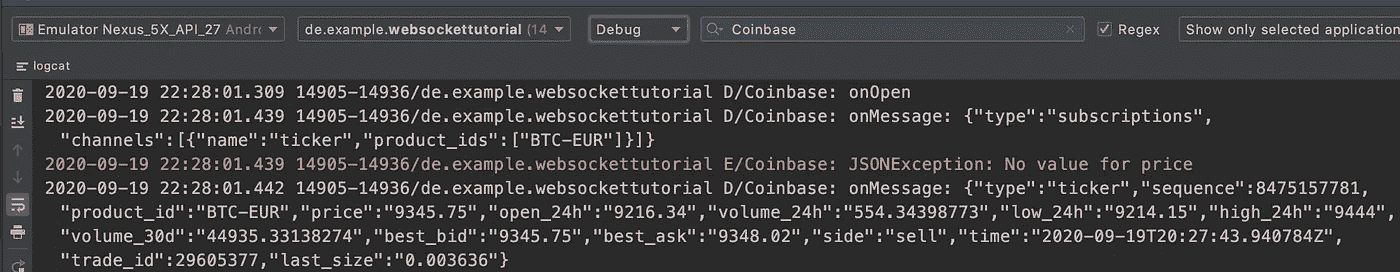 Emulator Nexus_5X_API_27 Andro de.example.websockettutorial (14 Debug Coinbase Regex Show only selected application
logcat
2020-09-19 22:28:01.309 14905-14936/de.example.websockettutorial D/Coinbase: onOpen
2020-09-19 22:28:01.439 14905-14936/de.example.websockettutorial D/Coinbase: onMessage: {"type":"subscriptions",
"channels":[{"name":"ticker","product_ids":["BTC-EUR"]}]}
2020-09-19 22:28:01.439 14905-14936/de.example.websockettutorial E/Coinbase: JSONException: No value for price
2020-09-19 22:28:01.442 14905-14936/de.example.websockettutorial D/Coinbase: onMessage: {"type":"ticker","sequence":8475157781,
"product_id":"BTC-EUR","price":"9345.75","open_24h":"9216.34","volume_24h":"554.34398773","low_24h":"9214.15","high_24h":"9444",
"volume_30d":"44935.33138274","best_bid":"9345.75","best_ask":"9348.02","side":"sell","time":"2020-09-19T20:27:43.940784Z",
"trade_id":29605377,"last_size":"0.003636"}